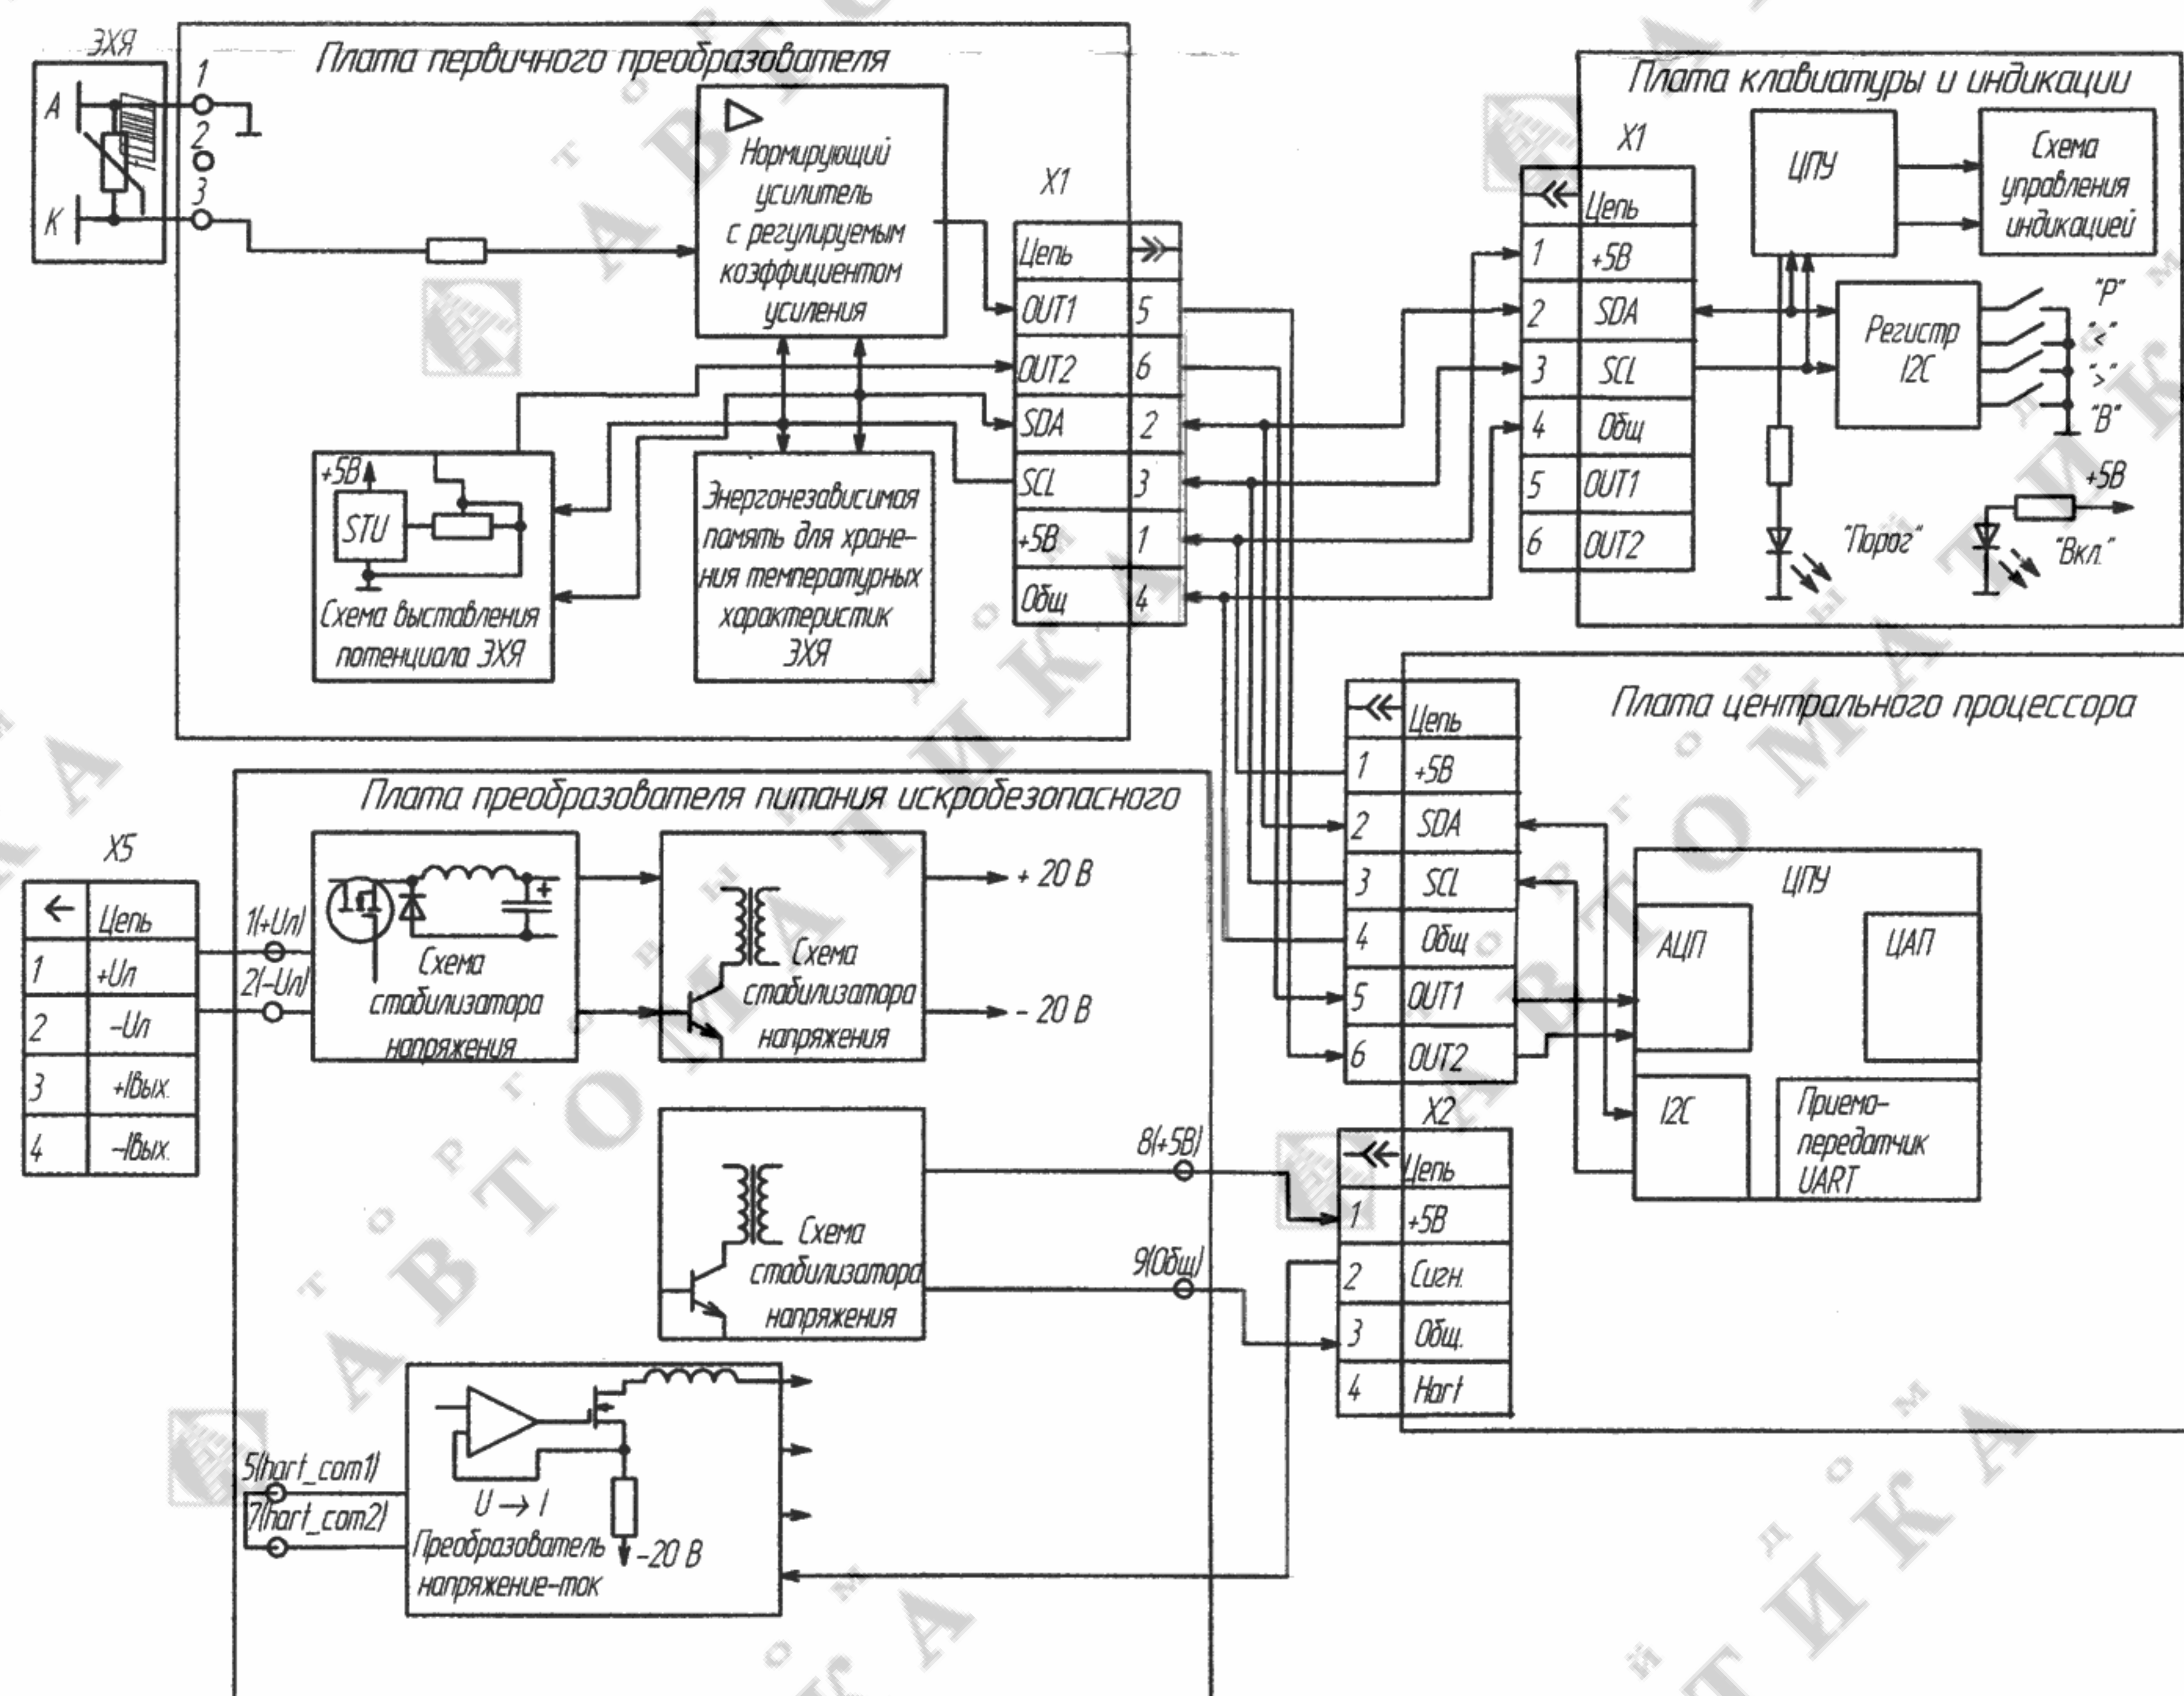 ЭХЯ
А
К
1
2
3
Плата первичного преобразователя
Нормирующий
усилитель
с регулируемым
коэффициентом
усиления
+5В
STU
Схема выставления
потенциала ЭХЯ
Энергонезависимая
память для хране-
ния температурных
характеристик
ЭХЯ
X1
Цепь
OUT1 5
OUT2 6
SDA 2
SCL 3
+5В 1
Общ 4
Плата клавиатуры и индикации
X1
Цепь
1 +5В
2 SDA
3 SCL
4 Общ
5 OUT1
6 OUT2
ЦПУ
Схема
управления
индикацией
Регистр
I2C
"Р"
"<"
">"
"В"
+5В
"Порог"
"Вкл."
Плата центрального процессора
Цепь
1 +5В
2 SDA
3 SCL
4 Общ
5 OUT1
6 OUT2
ЦПУ
АЦП
ЦАП
I2C
Приемо-
передатчик
UART
X2
Цепь
1 +5В
2 Сигн.
3 Общ.
4 Hart
Плата преобразователя питания искробезопасного
X5
Цепь
1 +Uл
2 -Uл
3 +Iвых.
4 -Iвых.
1(+Uл)
2(-Uл)
+
Схема
стабилизатора
напряжения
Схема
стабилизатора
напряжения
+ 20 В
- 20 В
Схема
стабилизатора
напряжения
8(+5В)
9(Общ)
5(hart_com1)
7(hart_com2)
U → I
Преобразователь
напряжение-ток
-20 В